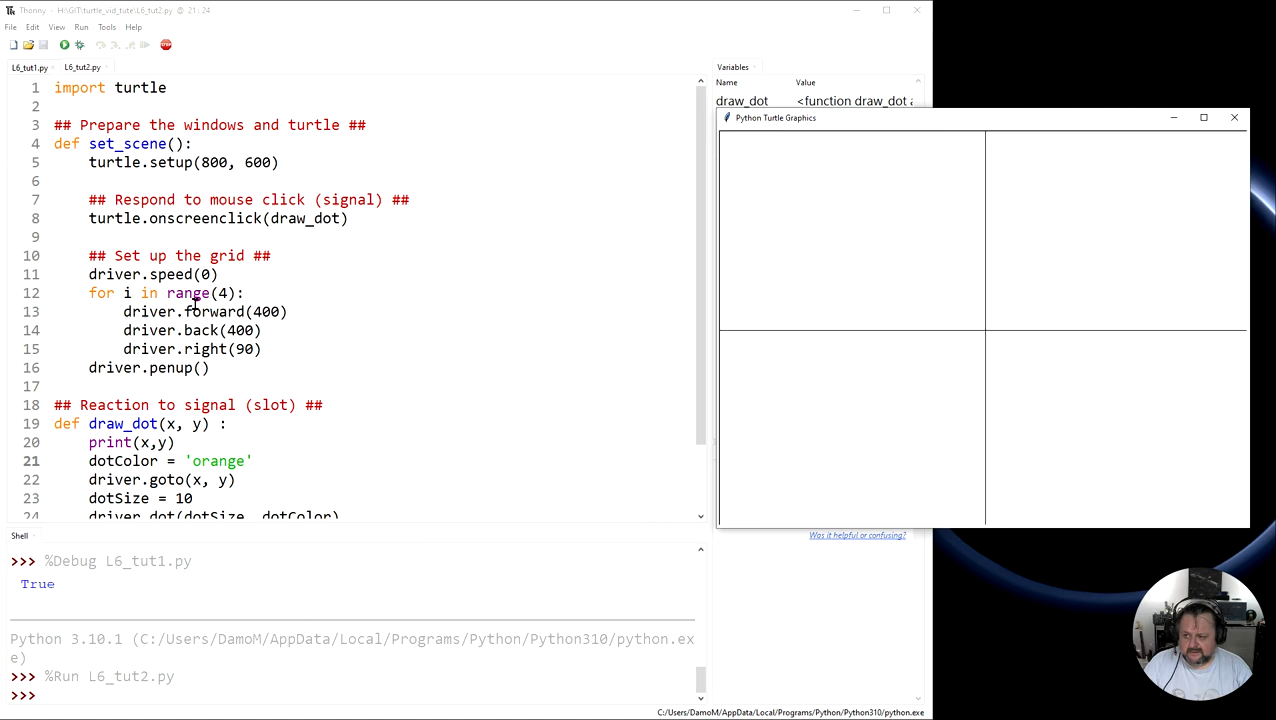 Thonny - H:\GIT\turtle_vid_tute\L6_tut2.py @ 21 : 24
File Edit View Run Tools Help
L6_tut1.py
L6_tut2.py
1 import turtle
2
3 ## Prepare the windows and turtle ##
4 def set_scene():
5 turtle.setup(800, 600)
6
7 ## Respond to mouse click (signal) ##
8 turtle.onscreenclick(draw_dot)
9
10 ## Set up the grid ##
11 driver.speed(0)
12 for i in range(4):
13 driver.forward(400)
14 driver.back(400)
15 driver.right(90)
16 driver.penup()
17
18 ## Reaction to signal (slot) ##
19 def draw_dot(x, y) :
20 print(x,y)
21 dotColor = 'orange'
22 driver.goto(x, y)
23 dotSize = 10
24 driver.dot(dotSize, dotColor)
Shell
>>> %Debug L6_tut1.py
True
Python 3.10.1 (C:/Users/DamoM/AppData/Local/Programs/Python/Python310/python.ex
e)
>>> %Run L6_tut2.py
>>>
Variables
Name Value
draw_dot <function draw_dot a
Python Turtle Graphics
Was it helpful or confusing?
C:/Users/DamoM/AppData/Local/Programs/Python/Python310/python.exe